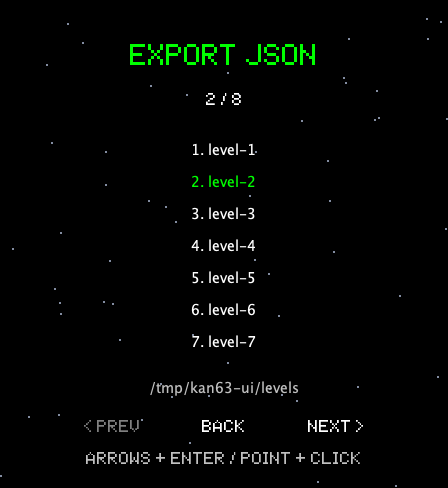 EXPORT JSON
2 / 8
1. level-1
2. level-2
3. level-3
4. level-4
5. level-5
6. level-6
7. level-7
/tmp/kan63-ui/levels
< PREV BACK NEXT >
ARROWS + ENTER / POINT + CLICK